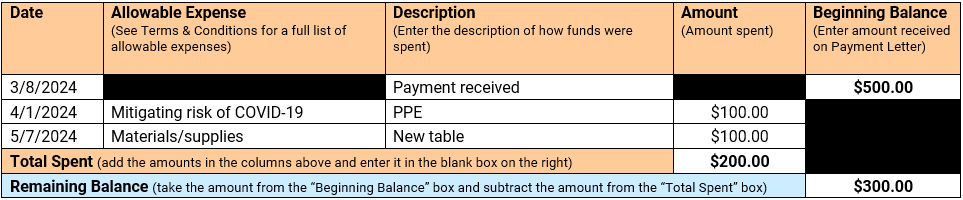 Date Allowable Expense Description Amount Beginning Balance
(See Terms & Conditions for a full list of (Enter the description of how funds were (Amount spent) (Enter amount received
allowable expenses) spent) on Payment Letter)
3/8/2024 Payment received $500.00
4/1/2024 Mitigating risk of COVID-19 PPE $100.00
5/7/2024 Materials/supplies New table $100.00
Total Spent (add the amounts in the columns above and enter it in the blank box on the right) $200.00
Remaining Balance (take the amount from the “Beginning Balance” box and subtract the amount from the “Total Spent” box) $300.00